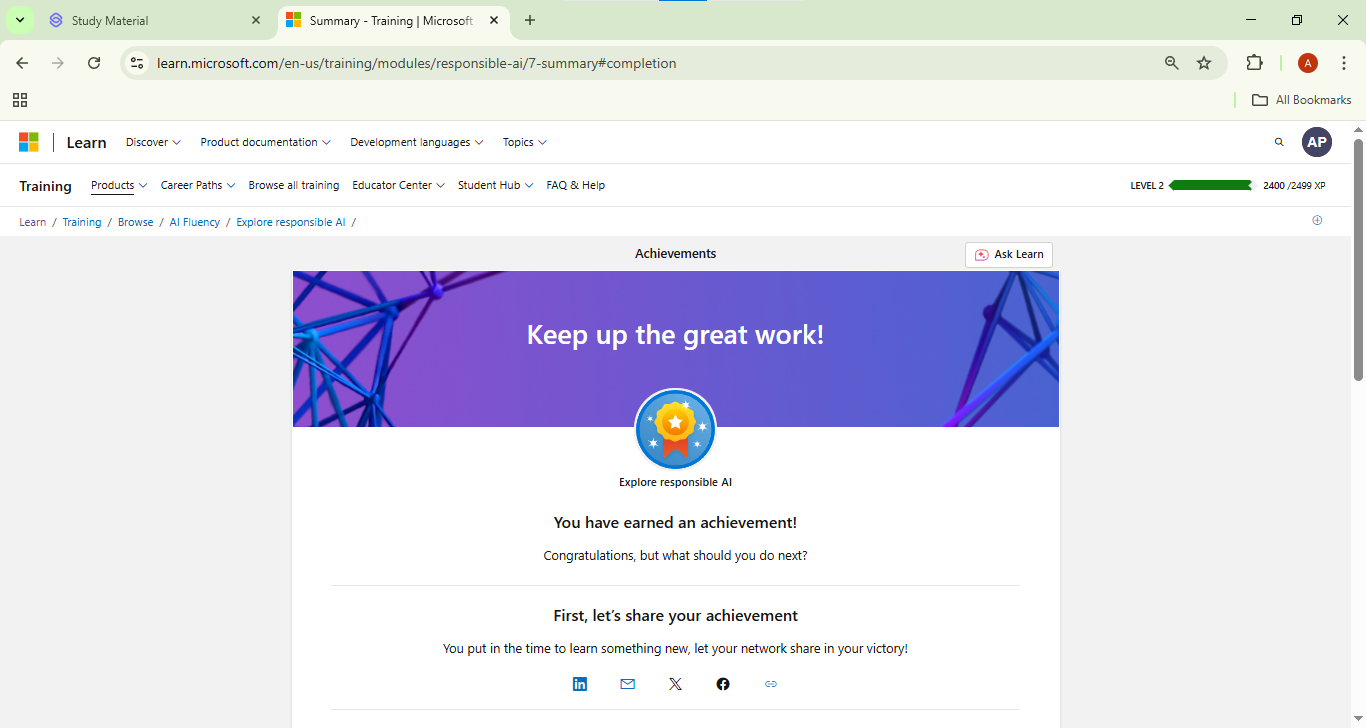 Study Material
Summary - Training | Microsoft
learn.microsoft.com/en-us/training/modules/responsible-ai/7-summary#completion
A
All Bookmarks
Learn Discover Product documentation Development languages Topics
AP
Training Products Career Paths Browse all training Educator Center Student Hub FAQ & Help LEVEL 2 2400 /2499 XP
Learn / Training / Browse / AI Fluency / Explore responsible AI /
Achievements
Ask Learn
Keep up the great work!
Explore responsible AI
You have earned an achievement!
Congratulations, but what should you do next?
First, let's share your achievement
You put in the time to learn something new, let your network share in your victory!